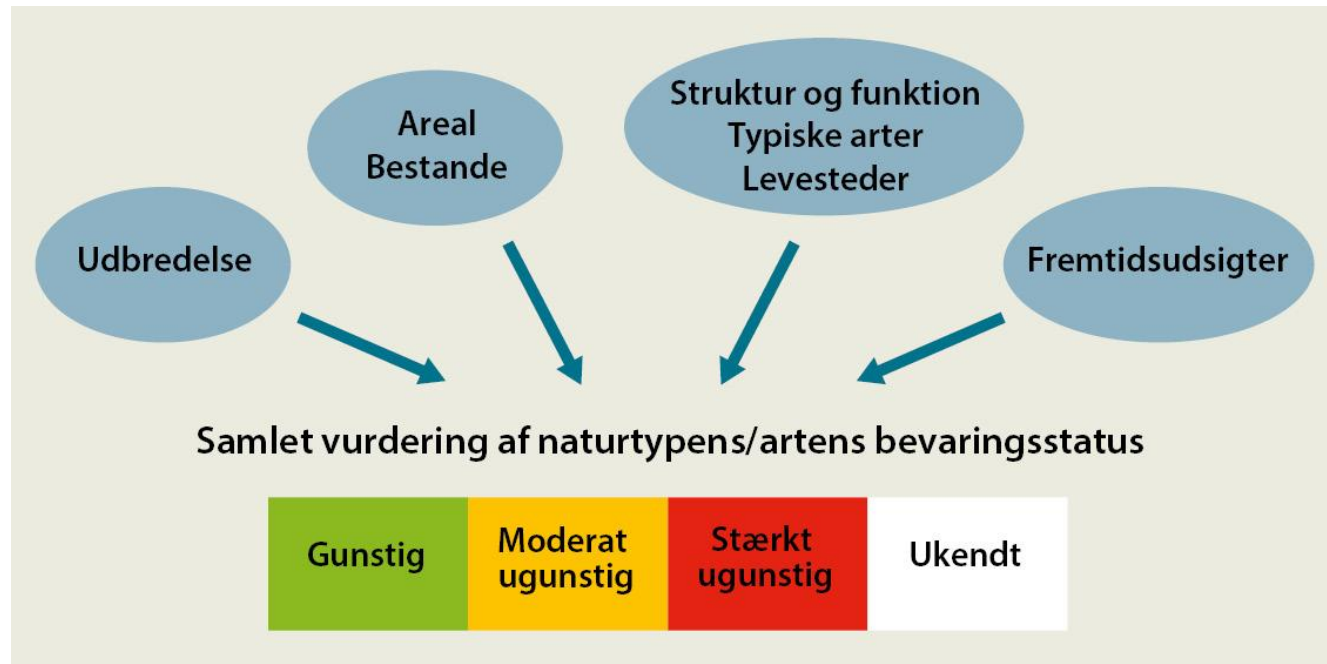 Udbredelse
Areal
Bestande
Struktur og funktion
Typiske arter
Levesteder
Fremtidsudsigter
Samlet vurdering af naturtypens/artens bevaringsstatus
Gunstig
Moderat
ugunstig
Stærkt
ugunstig
Ukendt